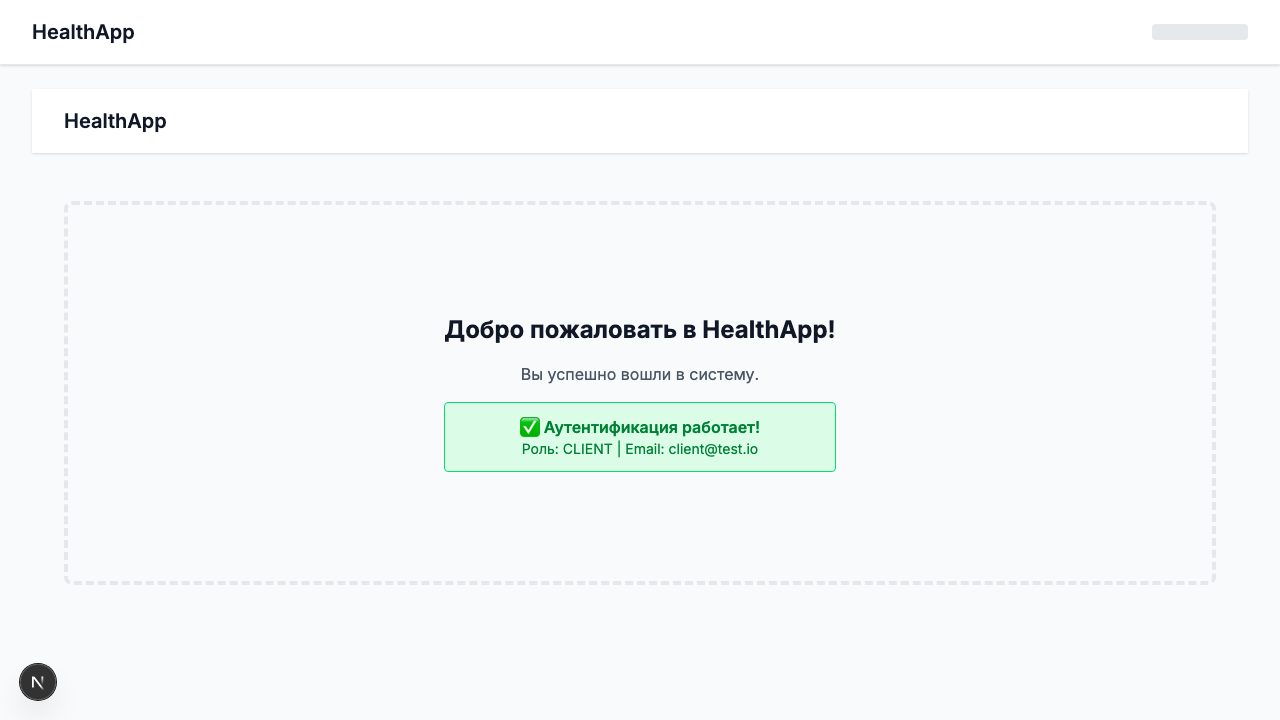 HealthApp
HealthApp
Добро пожаловать в HealthApp!
Вы успешно вошли в систему.
✅ Аутентификация работает!
Роль: CLIENT | Email: client@test.io
N